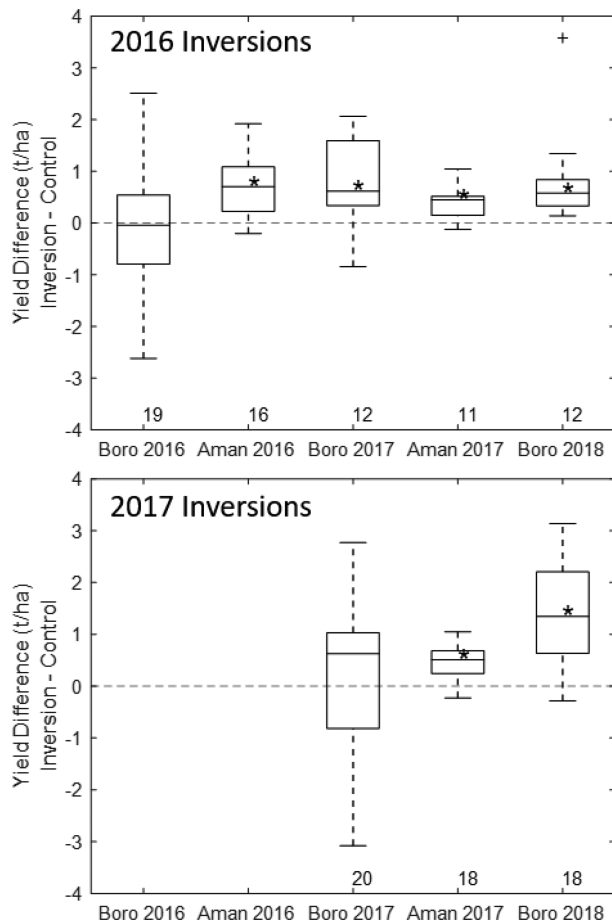 2016 Inversions
Yield Difference (t/ha)
Inversion - Control
4
3
2
1
0
-1
-2
-3
-4
19 16 12 11 12
Boro 2016 Aman 2016 Boro 2017 Aman 2017 Boro 2018
2017 Inversions
Yield Difference (t/ha)
Inversion - Control
4
3
2
1
0
-1
-2
-3
-4
20 18 18
Boro 2016 Aman 2016 Boro 2017 Aman 2017 Boro 2018